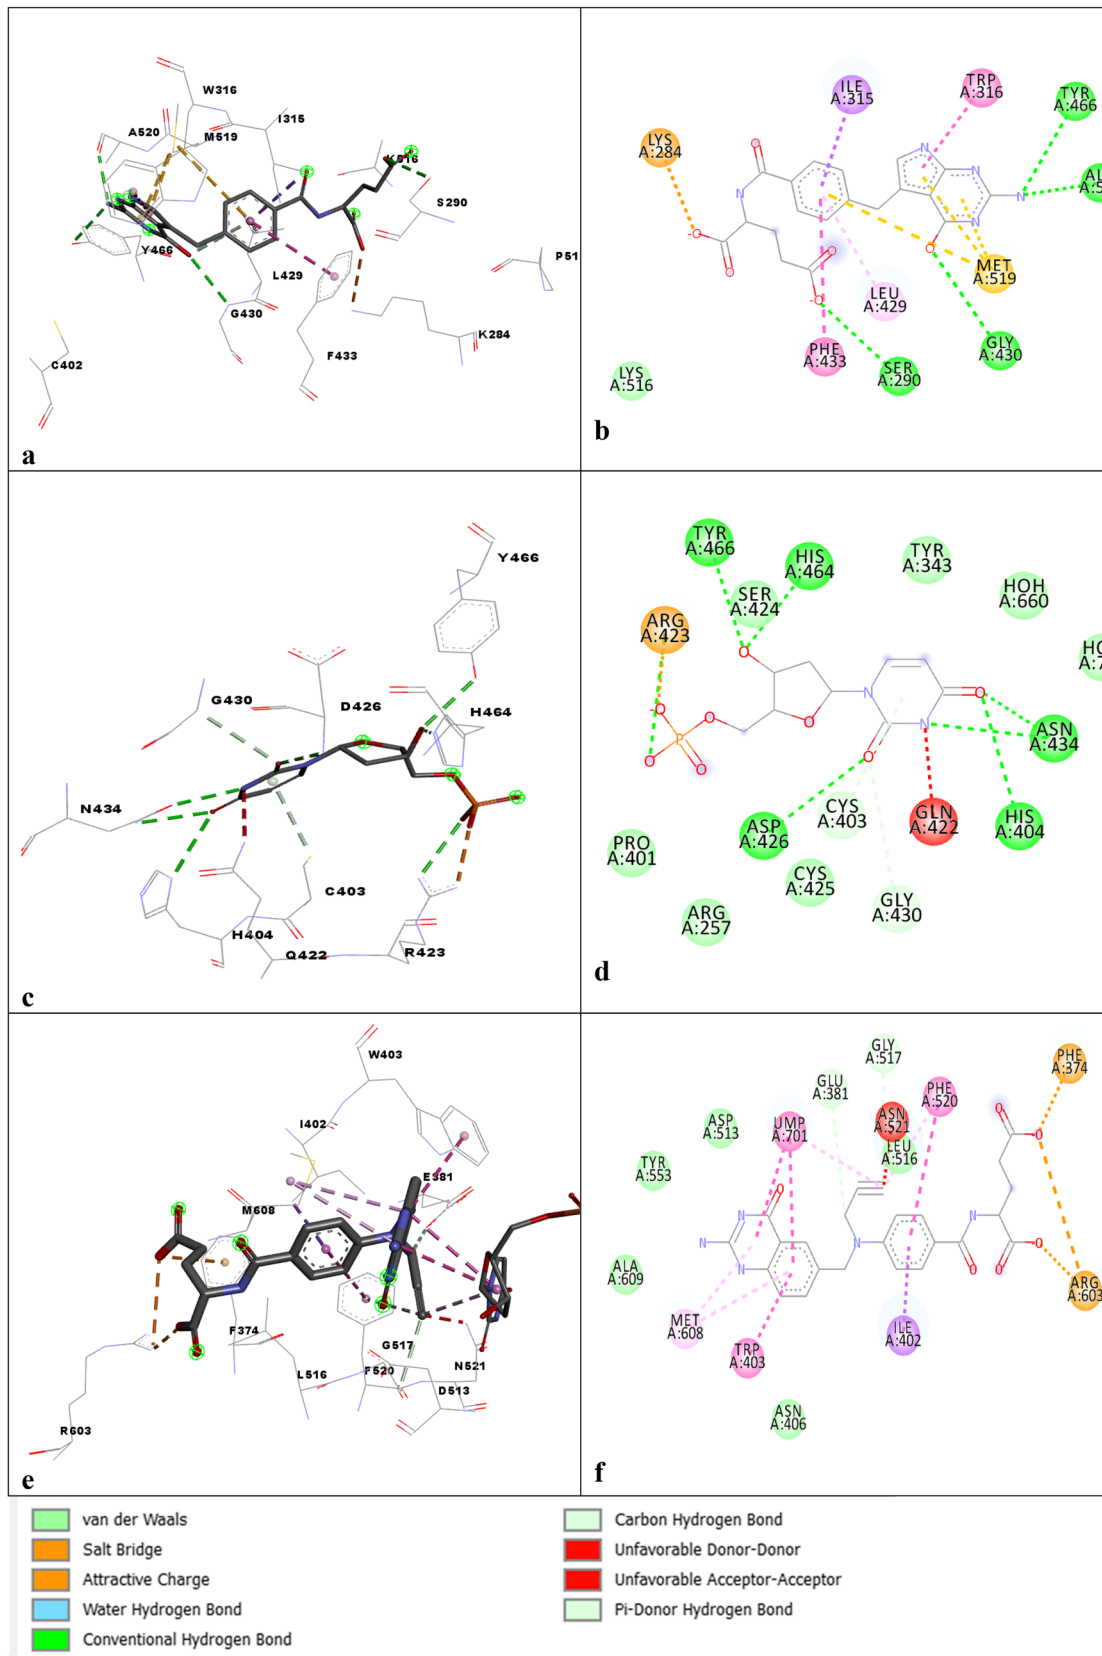 W316
A520
M519
I315
K516
S290
Y466
L429
P51
G430
K284
F433
C402
a
ILE
A:315
TRP
A:316
TYR
A:466
LYS
A:284
MET
A:519
LEU
A:429
GLY
A:430
PHE
A:433
SER
A:290
LYS
A:516
b
Y466
G430
D426
H464
N434
C403
H404
Q422
R423
c
TYR
A:466
HIS
A:464
TYR
A:343
SER
A:424
HOH
A:660
ARG
A:423
O
O
N
O
O
P
N
O
O
ASN
A:434
CYS
A:403
GLN
A:422
HIS
A:404
ASP
A:426
PRO
A:401
CYS
A:425
GLY
A:430
ARG
A:257
d
W403
I402
E381
M608
F374
G517
L516
F520
N521
D513
R603
e
GLY
A:517
PHE
A:374
GLU
A:381
PHE
A:520
ASP
A:513
UMP
A:701
ASN
A:521
LEU
A:516
TYR
A:553
ALA
A:609
ARG
A:603
MET
A:608
TRP
A:403
ILE
A:402
ASN
A:406
f
van der Waals
Carbon Hydrogen Bond
Salt Bridge
Unfavorable Donor-Donor
Attractive Charge
Unfavorable Acceptor-Acceptor
Water Hydrogen Bond
Pi-Donor Hydrogen Bond
Conventional Hydrogen Bond